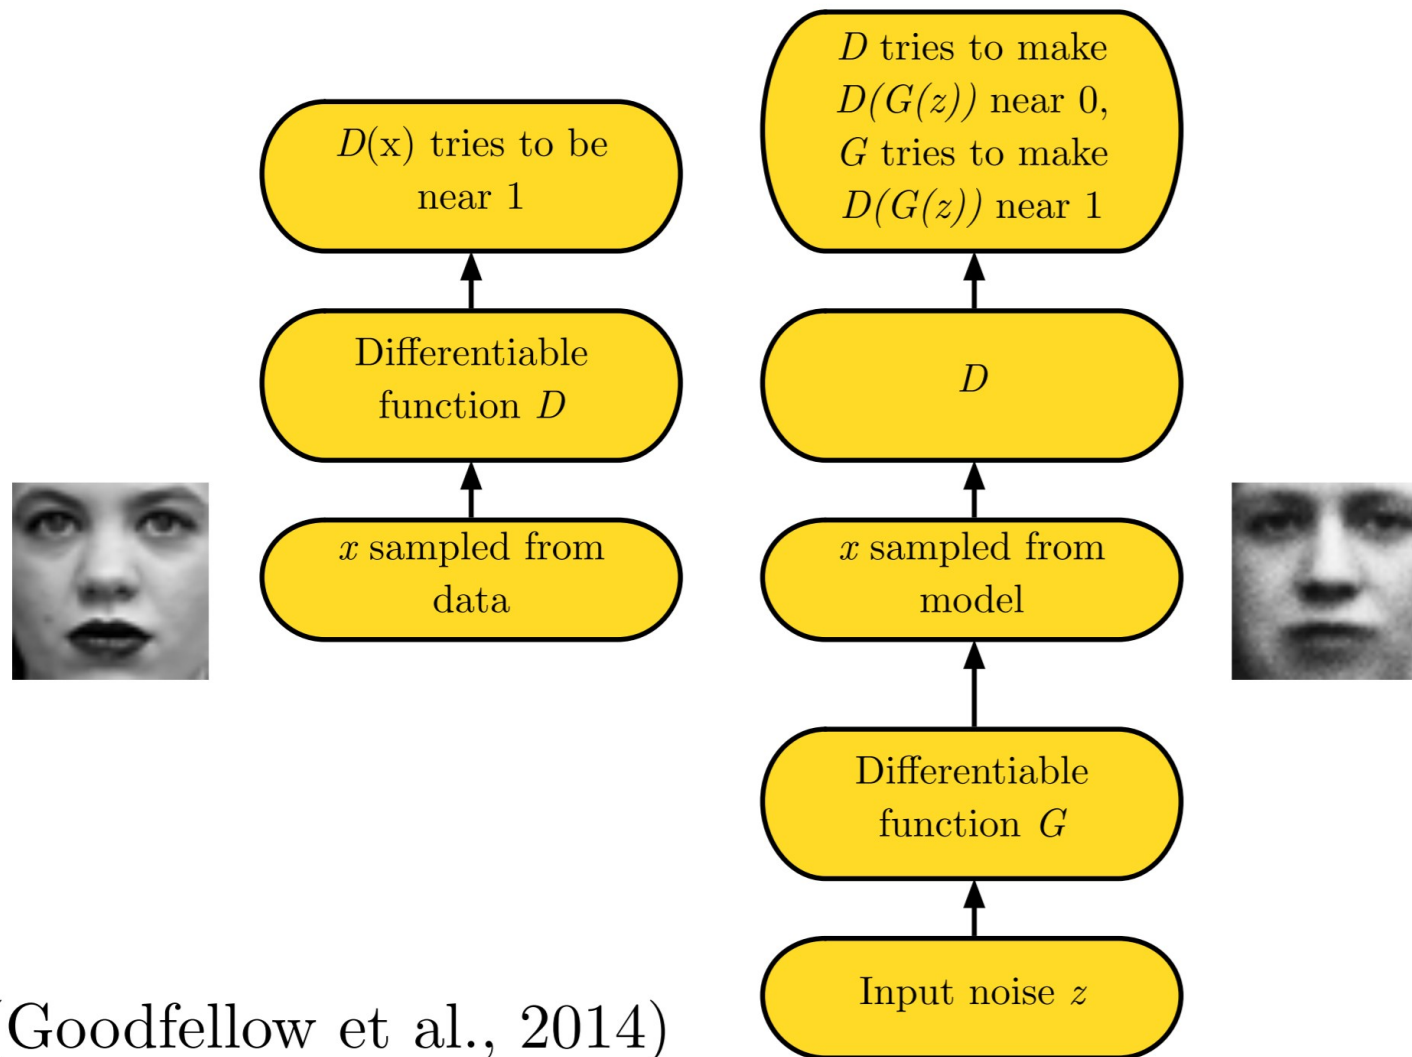 D(x) tries to be
near 1
Differentiable
function D
x sampled from
data
D tries to make
D(G(z)) near 0,
G tries to make
D(G(z)) near 1
D
x sampled from
model
Differentiable
function G
Input noise z
(Goodfellow et al., 2014)